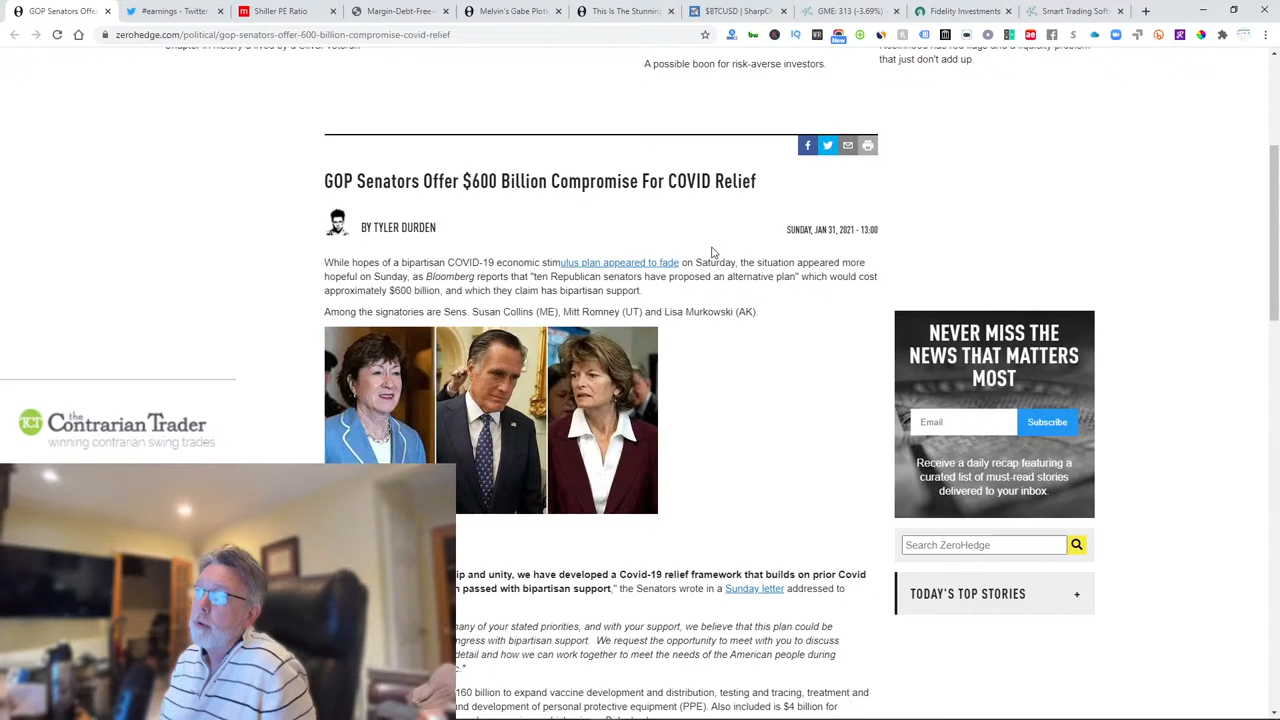 GOP Senators Offer $6
#earnings - Twitter
Shiller PE Ratio
Margin-Debt-Free-
$600-billion-econo
This Is The Stunning
$BTCUSD | SharpCh
GME: 313 (-3.69%)
Fidelity Investments
Smart Trading Soft
zerohedge.com/political/gop-senators-offer-600-billion-compromise-covid-relief
chapter in history a lived by a silver veteran
Robinhood has red flags and a liquidity problem
that just don't add up.
A possible boon for risk-averse investors.
GOP Senators Offer $600 Billion Compromise For COVID Relief
BY TYLER DURDEN
SUNDAY, JAN 31, 2021 - 13:00
While hopes of a bipartisan COVID-19 economic stimulus plan appeared to fade on Saturday, the situation appeared more
hopeful on Sunday, as Bloomberg reports that "ten Republican senators have proposed an alternative plan" which would cost
approximately $600 billion, and which they claim has bipartisan support.
Among the signatories are Sens. Susan Collins (ME), Mitt Romney (UT) and Lisa Murkowski (AK).
NEVER MISS THE
NEWS THAT MATTERS
MOST
Email
Subscribe
Receive a daily recap featuring a
curated list of must-read stories
delivered to your inbox.
Search ZeroHedge
TODAY'S TOP STORIES +
TCT the
Contrarian Trader
winning contrarian swing trades
ip and unity, we have developed a Covid-19 relief framework that builds on prior Covid
n passed with bipartisan support," the Senators wrote in a Sunday letter addressed to
any of your stated priorities, and with your support, we believe that this plan could be
ngress with bipartisan support. We request the opportunity to meet with you to discuss
detail and how we can work together to meet the needs of the American people during
c."
160 billion to expand vaccine development and distribution, testing and tracing, treatment and
and development of personal protective equipment (PPE). Also included is $4 billion for